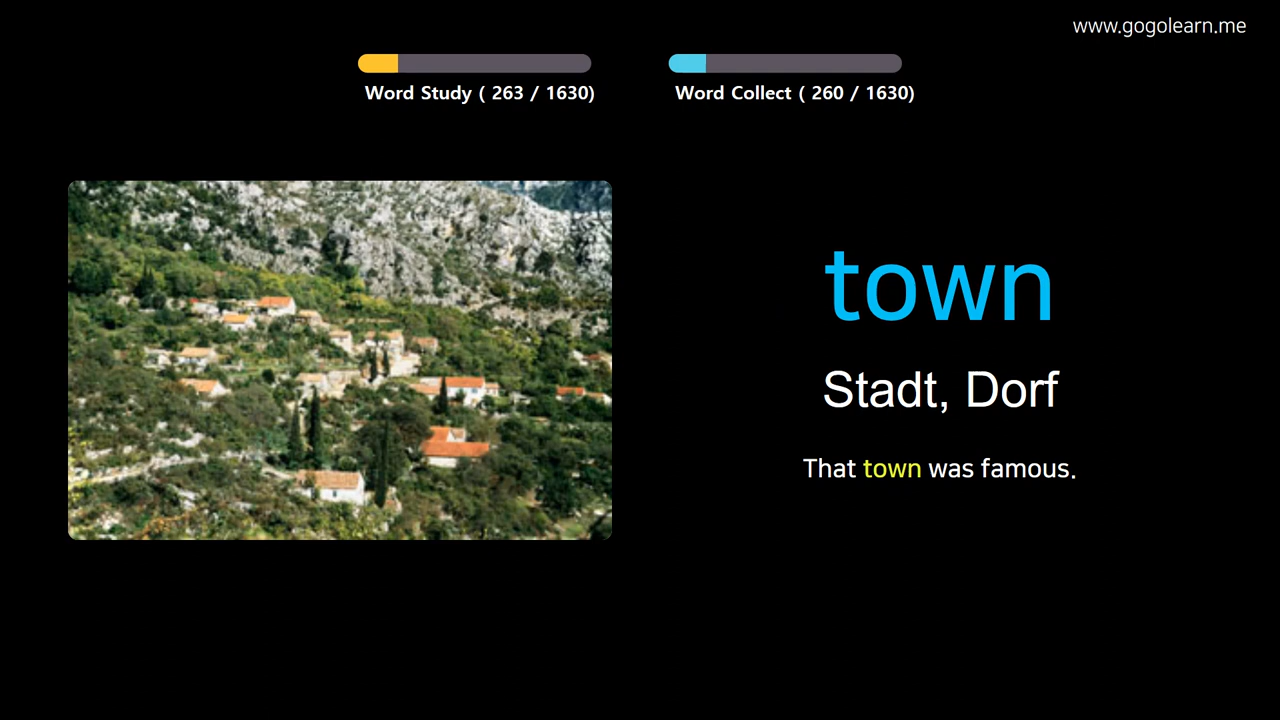 www.gogolearn.me
Word Study ( 263 / 1630)
Word Collect ( 260 / 1630)
town
Stadt, Dorf
That town was famous.